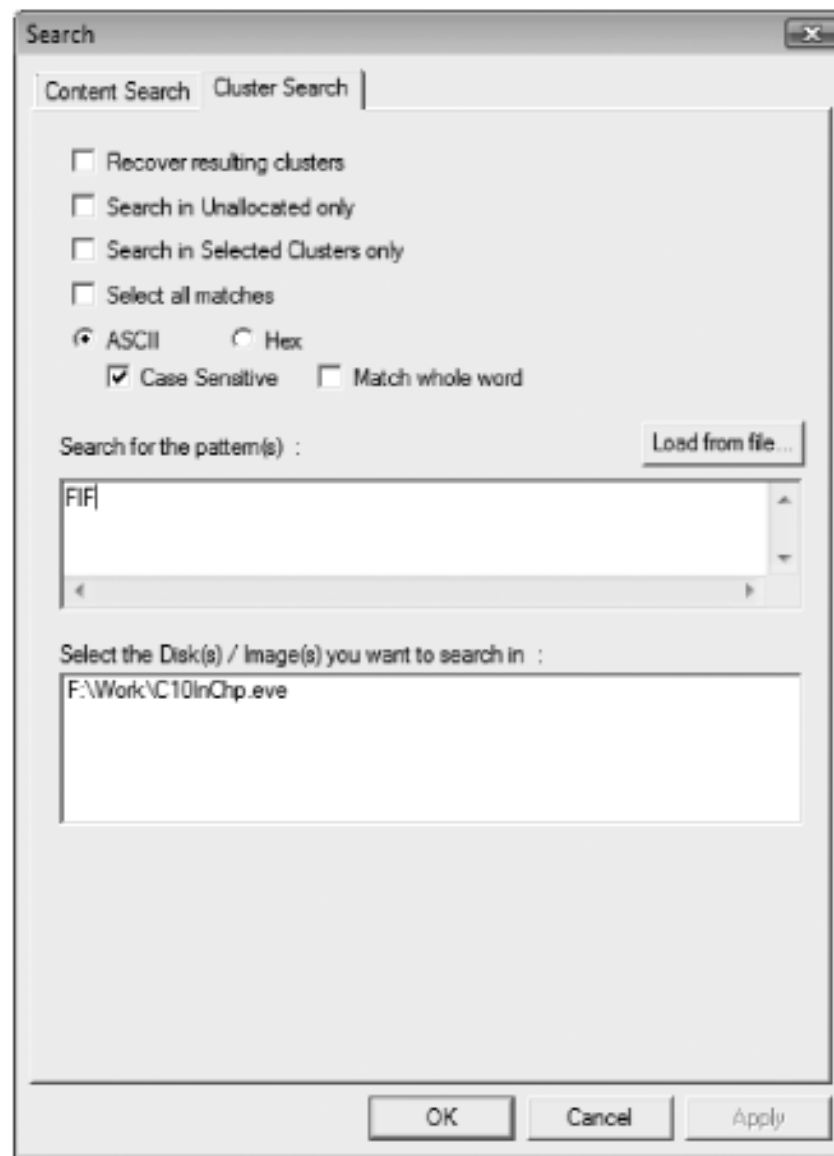 Search
Content Search Cluster Search
Recover resulting clusters
Search in Unallocated only
Search in Selected Clusters only
Select all matches
ASCII Hex
Case Sensitive Match whole word
Search for the pattern(s) : Load from file...
FIF
Select the Disk(s) / Image(s) you want to search in :
F:\Work\C10InChp.eve
OK Cancel Apply